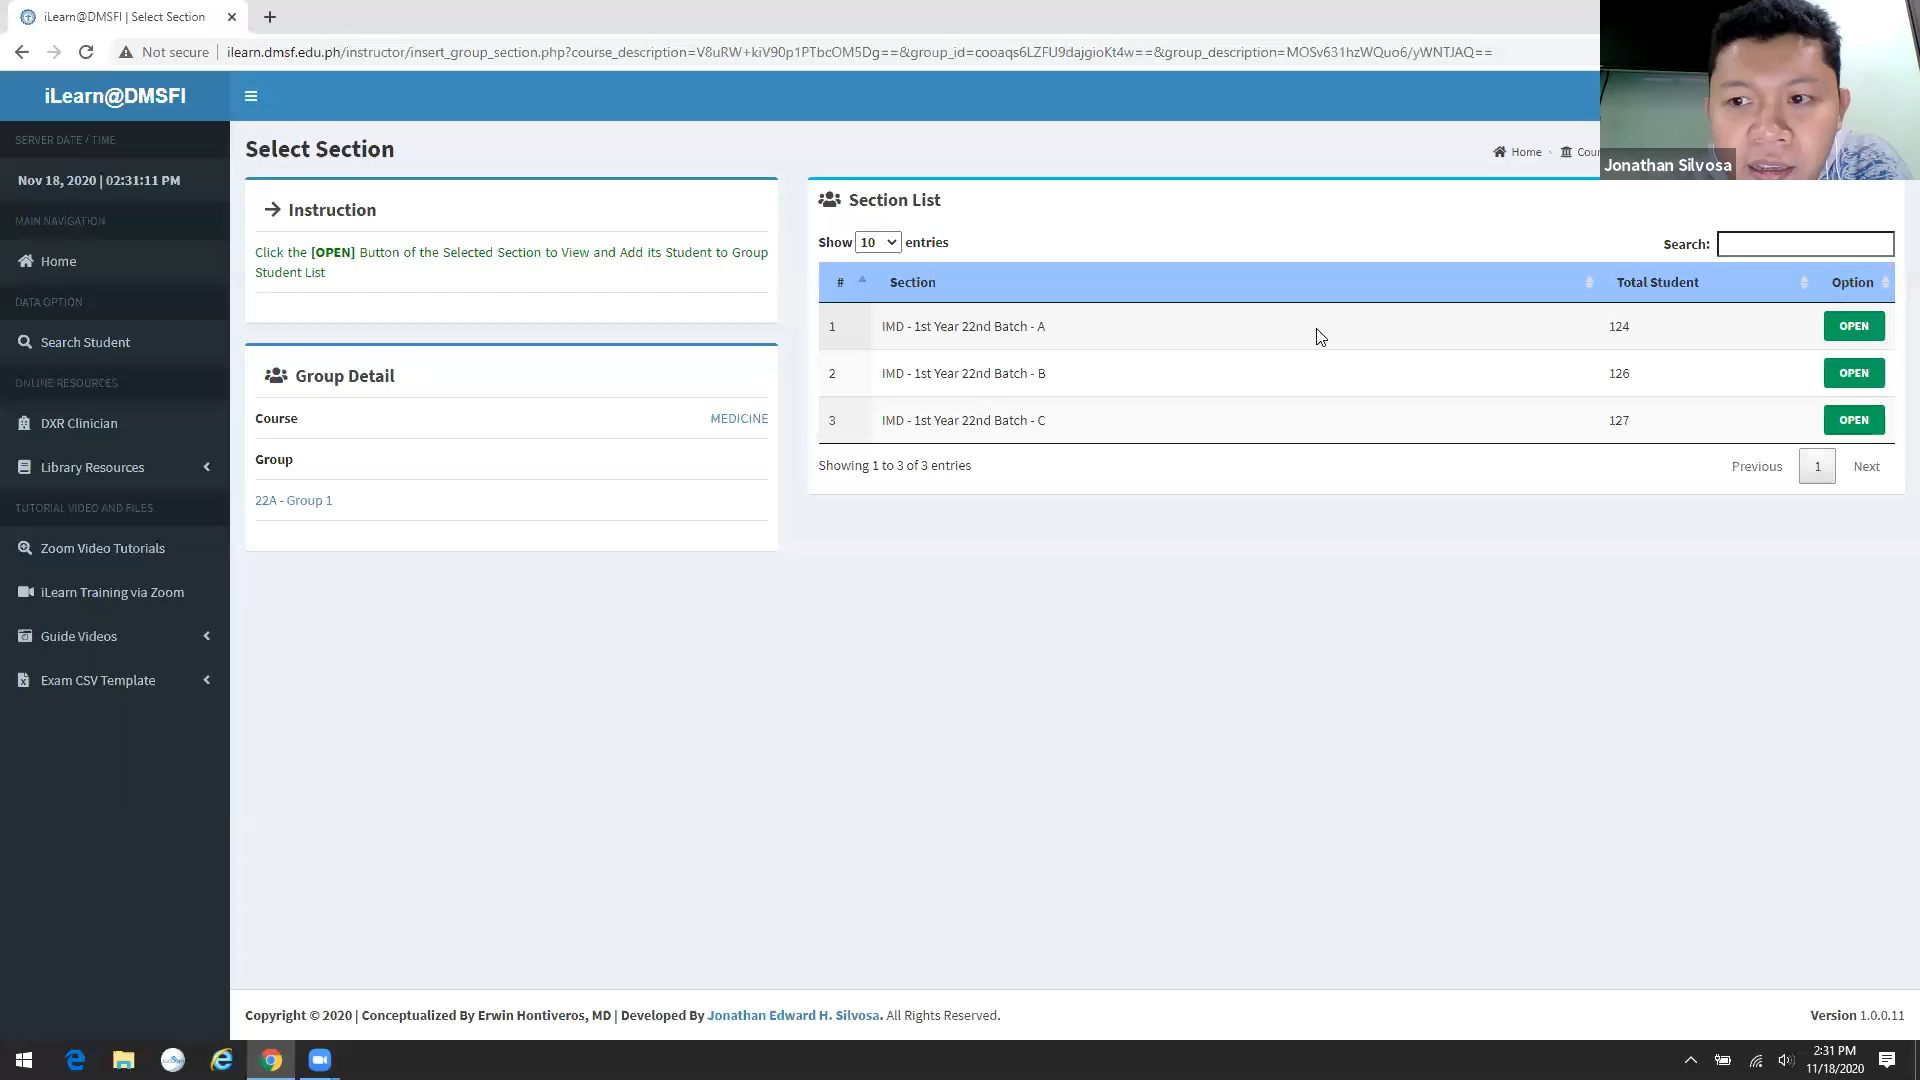 iLearn@DMSFI | Select Section
Not secure
ilearn.dmsf.edu.ph/instructor/insert_group_section.php?course_description=V8uRW+kiV90p1PTbcOM5Dg==&group_id=cooaqs6LZFU9dajgioKt4w==&group_description=MOSv631hzWQuo6/yWNTJAQ==
iLearn@DMSFI
SERVER DATE / TIME
Nov 18, 2020 | 02:31:11 PM
MAIN NAVIGATION
Home
DATA OPTION
Search Student
ONLINE RESOURCES
DXR Clinician
Library Resources
TUTORIAL VIDEO AND FILES
Zoom Video Tutorials
iLearn Training via Zoom
Guide Videos
Exam CSV Template
Select Section
Home
Cour
Jonathan Silvosa
Instruction
Click the [OPEN] Button of the Selected Section to View and Add its Student to Group
Student List
Group Detail
Course MEDICINE
Group
22A - Group 1
Section List
Show 10 entries
Search:
# Section Total Student Option
1 IMD - 1st Year 22nd Batch - A 124 OPEN
2 IMD - 1st Year 22nd Batch - B 126 OPEN
3 IMD - 1st Year 22nd Batch - C 127 OPEN
Showing 1 to 3 of 3 entries
Previous 1 Next
Copyright © 2020 | Conceptualized By Erwin Hontiveros, MD | Developed By Jonathan Edward H. Silvosa. All Rights Reserved.
Version 1.0.0.11
2:31 PM
11/18/2020